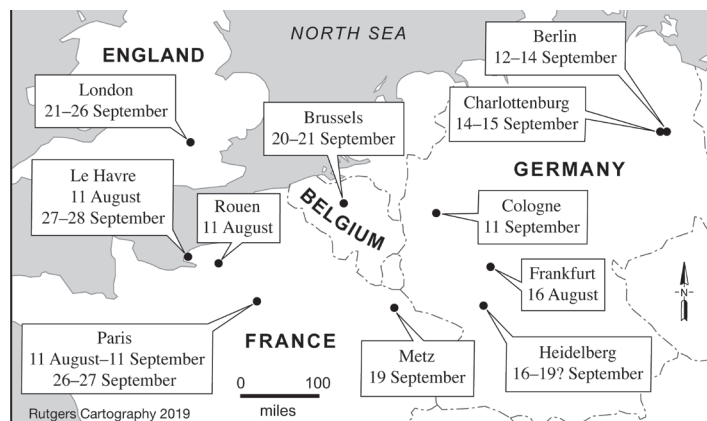 NORTH SEA
ENGLAND
Berlin
12–14 September
London
21–26 September
Charlottenburg
14–15 September
Brussels
20–21 September
GERMANY
Le Havre
11 August
27–28 September
Rouen
11 August
BELGIUM
Cologne
11 September
Frankfurt
16 August
N
Paris
11 August–11 September
26–27 September
FRANCE
Metz
19 September
Heidelberg
16–19? September
0 100
miles
Rutgers Cartography 2019